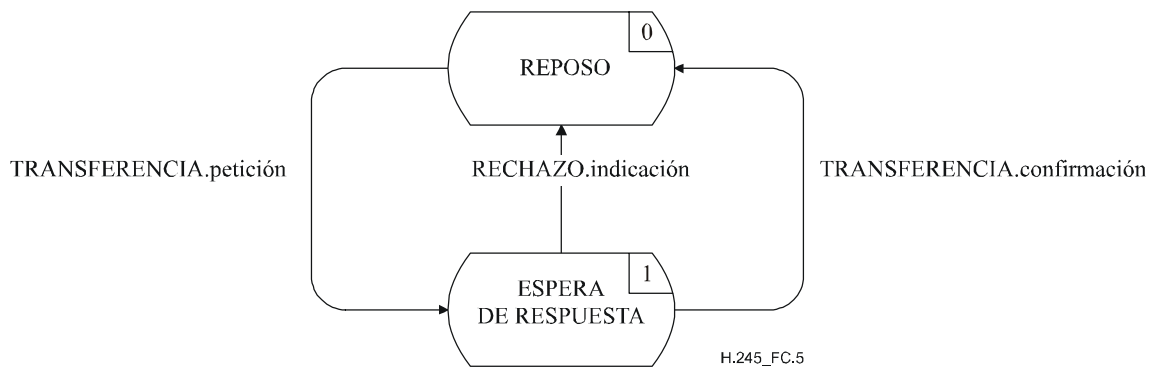 0
REPOSO
TRANSFERENCIA.petición
RECHAZO.indicación
TRANSFERENCIA.confirmación
1
ESPERA
DE RESPUESTA
H.245_FC.5